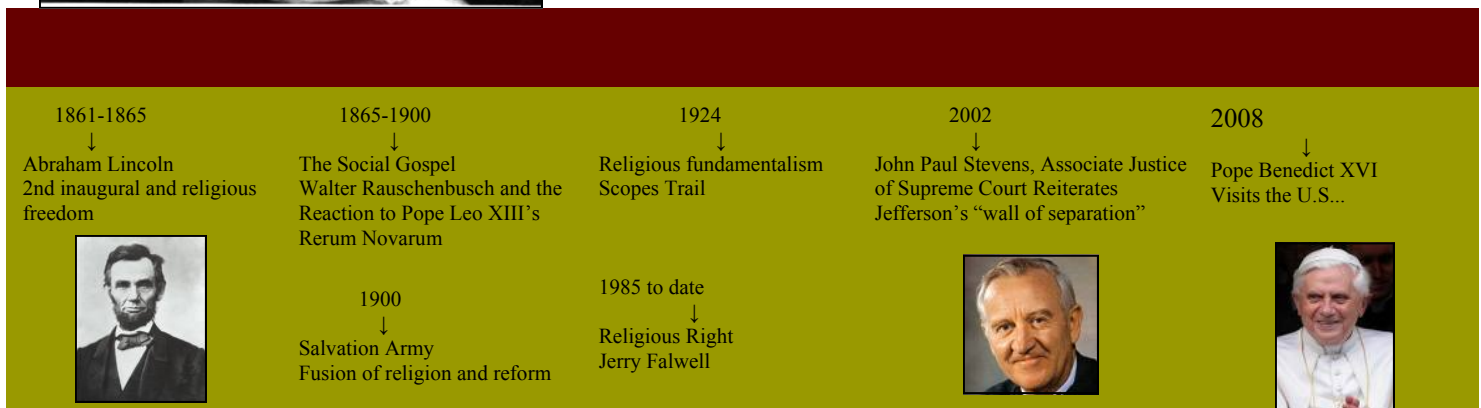 1861-1865
↓
Abraham Lincoln
2nd inaugural and religious
freedom
1865-1900
↓
The Social Gospel
Walter Rauschenbusch and the
Reaction to Pope Leo XIII’s
Rerum Novarum
1900
↓
Salvation Army
Fusion of religion and reform
1924
↓
Religious fundamentalism
Scopes Trail
1985 to date
↓
Religious Right
Jerry Falwell
2002
↓
John Paul Stevens, Associate Justice
of Supreme Court Reiterates
Jefferson’s “wall of separation”
2008
↓
Pope Benedict XVI
Visits the U.S...